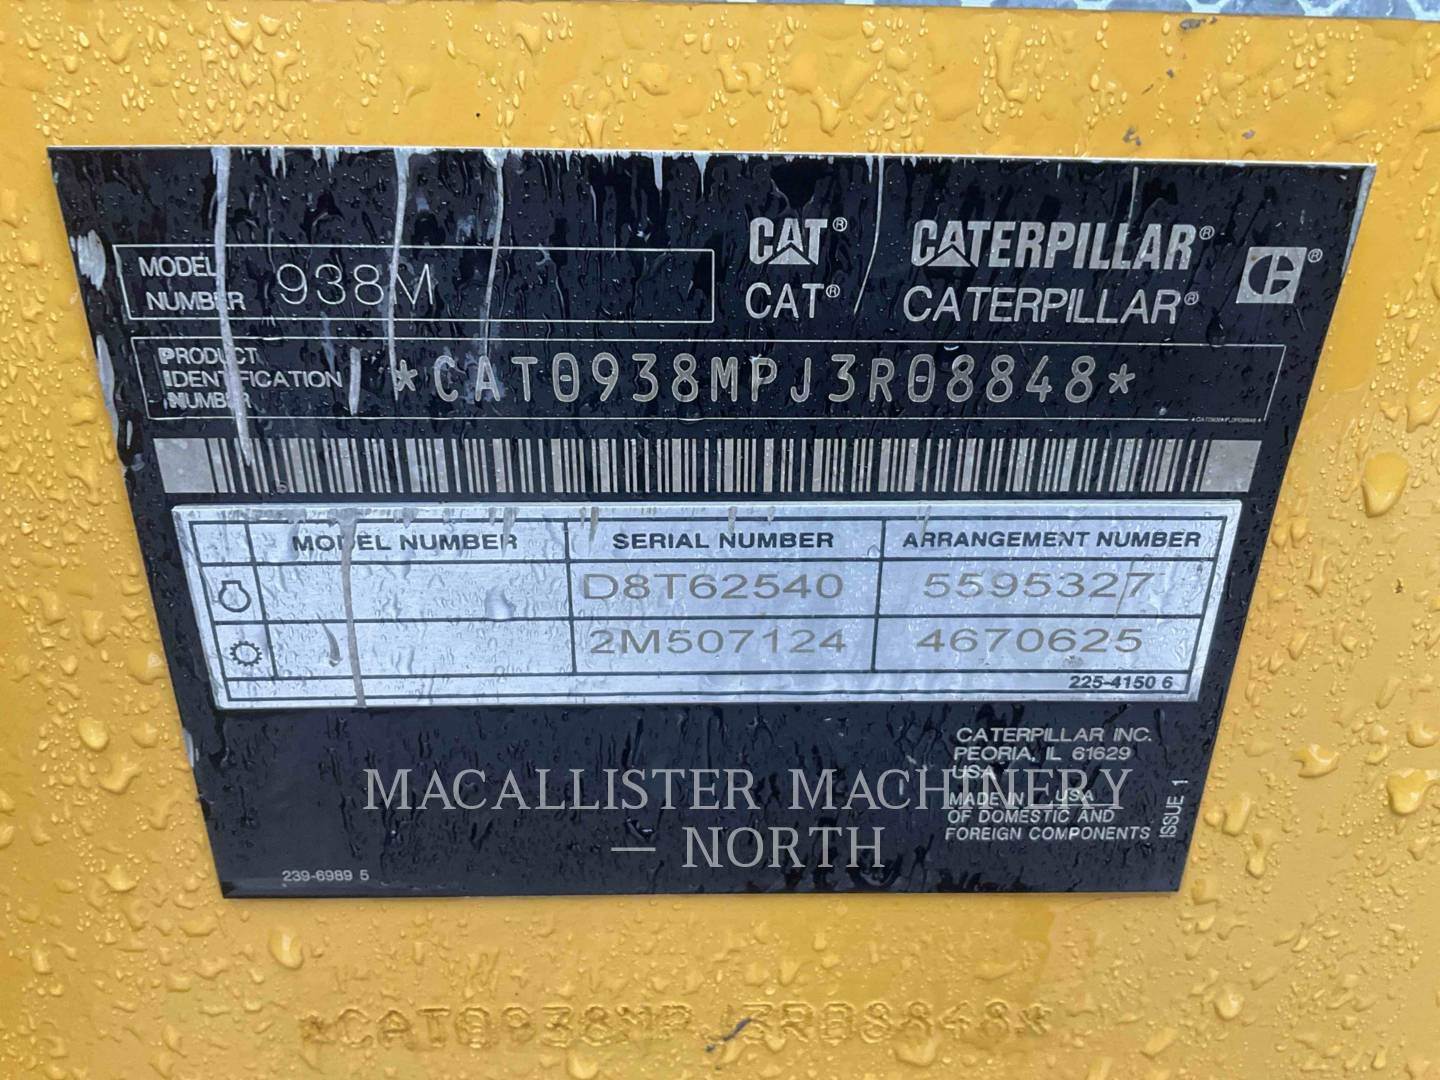 CAT® CATERPILLAR®
CAT® CATERPILLAR® ®
MODEL
NUMBER 938M
PRODUCT
IDENTIFICATION
NUMBER *CAT0938MPJ3R08848*
MODEL NUMBER SERIAL NUMBER ARRANGEMENT NUMBER
D8T62540 5595327
2M507124 4670625
225-4150 6
CATERPILLAR INC.
PEORIA, IL 61629
USA
MADE IN USA
OF DOMESTIC AND
FOREIGN COMPONENTS
ISSUE 1
239-6989 5
MACALLISTER MACHINERY
— NORTH
*CAT0938MPJ3R08848*